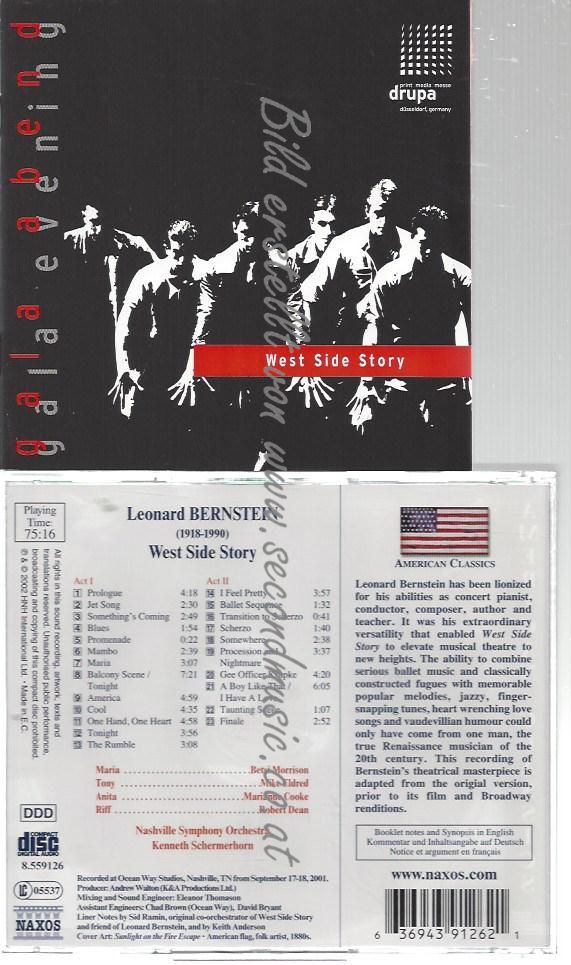 gala abend
gala evening
print media messe
drupa
düsseldorf, germany
West Side Story
Bild erstellt von www.secondmusic.co.at
Playing
Time:
75:16
All rights in this sound recording, artwork, texts and
translations reserved. Unauthorised public performance,
broadcasting and copying of this compact disc prohibited.
℗ & © 2002 HNH International Ltd. · Made in E.C.
DDD
COMPACT
disc
DIGITAL AUDIO
8.559126
LC 05537
NAXOS
Leonard BERNSTEIN
(1918-1990)
West Side Story
Act I
1 Prologue 4:18
2 Jet Song 2:30
3 Something's Coming 2:49
4 Blues 1:54
5 Promenade 0:22
6 Mambo 2:39
7 Maria 3:07
8 Balcony Scene / 7:21
Tonight
9 America 4:59
10 Cool 4:35
11 One Hand, One Heart 4:58
12 Tonight 3:56
13 The Rumble 3:08
Act II
14 I Feel Pretty 3:57
15 Ballet Sequence 1:32
16 Transition to Scherzo 0:41
17 Scherzo 1:40
18 Somewhere 2:38
19 Procession and 3:37
Nightmare
20 Gee Officer Krupke 4:20
21 A Boy Like That / 6:05
I Have A Love
22 Taunting Scene 1:07
23 Finale 2:52
Maria Betsi Morrison
Tony Mike Eldred
Anita Marianne Cooke
Riff Robert Dean
Nashville Symphony Orchestra
Kenneth Schermerhorn
Recorded at Ocean Way Studios, Nashville, TN from September 17-18, 2001.
Producer: Andrew Walton (K&A Productions Ltd.)
Mixing and Sound Engineer: Eleanor Thomason
Assistant Engineers: Chad Brown (Ocean Way), David Bryant
Liner Notes by Sid Ramin, original co-orchestrator of West Side Story
and friend of Leonard Bernstein, and by Keith Anderson
Cover Art: Sunlight on the Fire Escape · American flag, folk artist, 1880s.
AMERICAN CLASSICS
Leonard Bernstein has been lionized
for his abilities as concert pianist,
conductor, composer, author and
teacher. It was his extraordinary
versatility that enabled West Side
Story to elevate musical theatre to
new heights. The ability to combine
serious ballet music and classically
constructed fugues with memorable
popular melodies, jazzy, finger-
snapping tunes, heart wrenching love
songs and vaudevillian humour could
only have come from one man, the
true Renaissance musician of the
20th century. This recording of
Bernstein's theatrical masterpiece is
adapted from the origial version,
prior to its film and Broadway
renditions.
Booklet notes and Synopsis in English
Kommentar und Inhaltsangabe auf Deutsch
Notice et argument en français
www.naxos.com
6 36943 91262 1